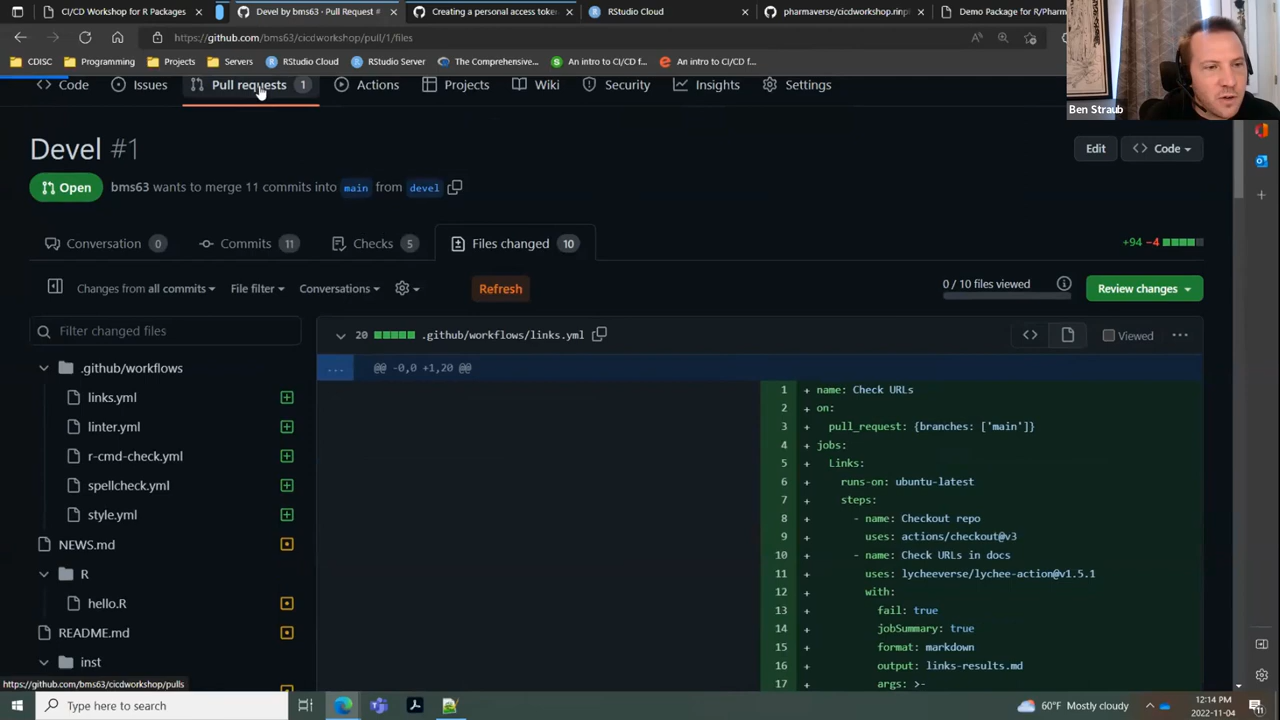 CI/CD Workshop for R Packages
Devel by bms63 · Pull Request #
Creating a personal access toke
RStudio Cloud
pharmaverse/cicdworkshop.rinp
Demo Package for R/Pharm
https://github.com/bms63/cicdworkshop/pull/1/files
CDISC
Programming
Projects
Servers
RStudio Cloud
RStudio Server
The Comprehensive...
An intro to CI/CD f...
An intro to CI/CD f...
Ben Straub
Code
Issues
Pull requests 1
Actions
Projects
Wiki
Security
Insights
Settings
Devel #1
Edit
Code
Open
bms63 wants to merge 11 commits into main from devel
Conversation 0
Commits 11
Checks 5
Files changed 10
+94 −4
Changes from all commits
File filter
Conversations
Refresh
0 / 10 files viewed
Review changes
Filter changed files
20 .github/workflows/links.yml
Viewed
... @@ -0,0 +1,20 @@
.github/workflows
links.yml
linter.yml
r-cmd-check.yml
spellcheck.yml
style.yml
NEWS.md
R
hello.R
README.md
inst
1 + name: Check URLs
2 + on:
3 + pull_request: {branches: ['main']}
4 + jobs:
5 + Links:
6 + runs-on: ubuntu-latest
7 + steps:
8 + - name: Checkout repo
9 + uses: actions/checkout@v3
10 + - name: Check URLs in docs
11 + uses: lycheeverse/lychee-action@v1.5.1
12 + with:
13 + fail: true
14 + jobSummary: true
15 + format: markdown
16 + output: links-results.md
17 + args: >-
https://github.com/bms63/cicdworkshop/pulls
Type here to search
60°F Mostly cloudy
12:14 PM
2022-11-04
11